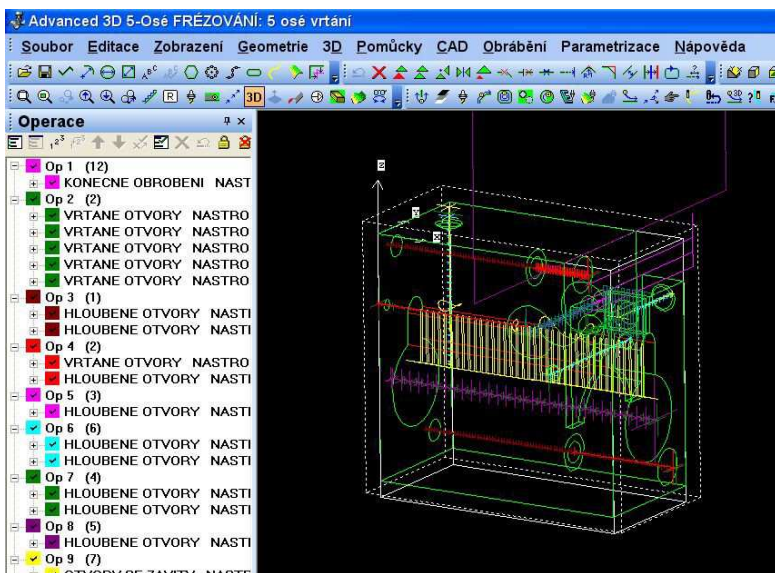 Advanced 3D 5-Osé FRÉZOVÁNÍ: 5 osé vrtání
Soubor Editace Zobrazení Geometrie 3D Pomůcky CAD Obrábění Parametrizace Nápověda
3D
Operace
Op 1 (12)
KONECNE OBROBENI NAST
Op 2 (2)
VRTANE OTVORY NASTRO
VRTANE OTVORY NASTRO
VRTANE OTVORY NASTRO
VRTANE OTVORY NASTRO
Op 3 (1)
HLOUBENE OTVORY NASTI
HLOUBENE OTVORY NASTI
Op 4 (2)
VRTANE OTVORY NASTRO
HLOUBENE OTVORY NASTI
Op 5 (3)
HLOUBENE OTVORY NASTI
Op 6 (6)
HLOUBENE OTVORY NASTI
HLOUBENE OTVORY NASTI
Op 7 (4)
HLOUBENE OTVORY NASTI
HLOUBENE OTVORY NASTI
Op 8 (5)
HLOUBENE OTVORY NASTI
Op 9 (7)
Z
X